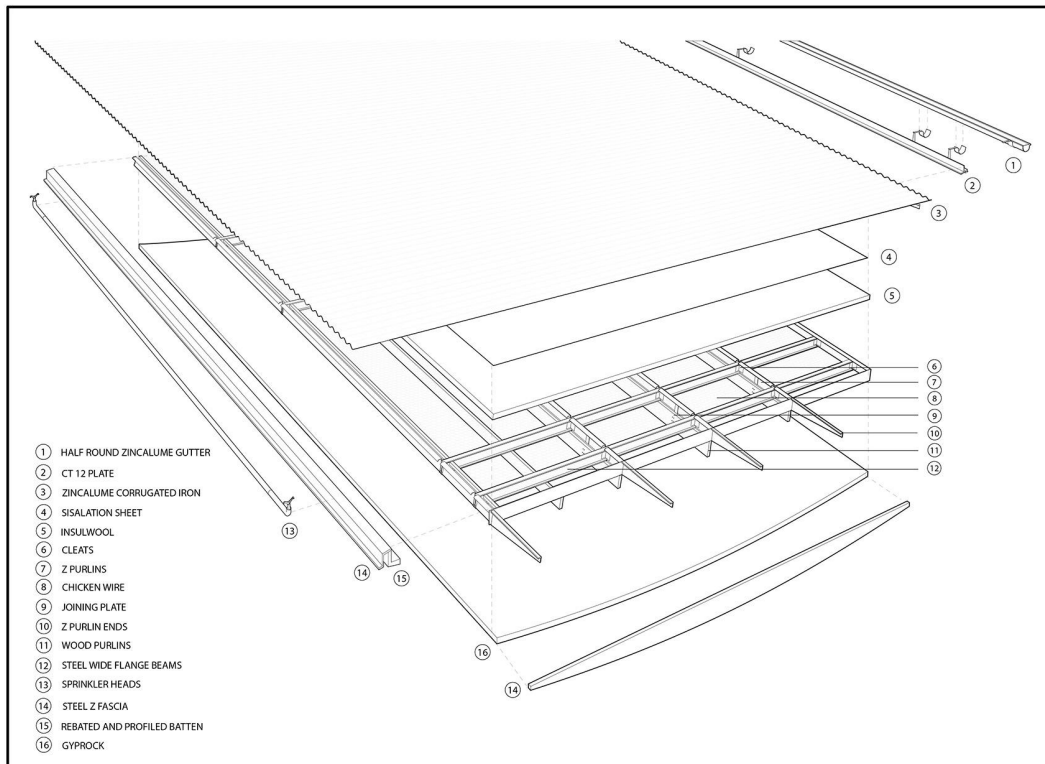 1
2
3
4
5
6
7
8
9
10
11
12
13
14
15
16
14
1 HALF ROUND ZINCALUME GUTTER
2 CT 12 PLATE
3 ZINCALUME CORRUGATED IRON
4 SISALATION SHEET
5 INSULWOOL
6 CLEATS
7 Z PURLINS
8 CHICKEN WIRE
9 JOINING PLATE
10 Z PURLIN ENDS
11 WOOD PURLINS
12 STEEL WIDE FLANGE BEAMS
13 SPRINKLER HEADS
14 STEEL Z FASCIA
15 REBATED AND PROFILED BATTEN
16 GYPROCK